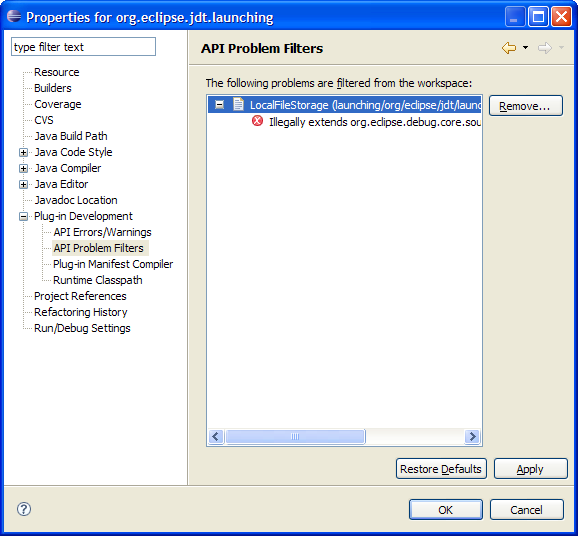 Properties for org.eclipse.jdt.launching
type filter text
Resource
Builders
Coverage
CVS
Java Build Path
Java Code Style
Java Compiler
Java Editor
Javadoc Location
Plug-in Development
API Errors/Warnings
API Problem Filters
Plug-in Manifest Compiler
Runtime Classpath
Project References
Refactoring History
Run/Debug Settings
API Problem Filters
The following problems are filtered from the workspace:
LocalFileStorage (launching/org/eclipse/jdt/launc
Illegally extends org.eclipse.debug.core.sou
Remove...
Restore Defaults
Apply
OK
Cancel